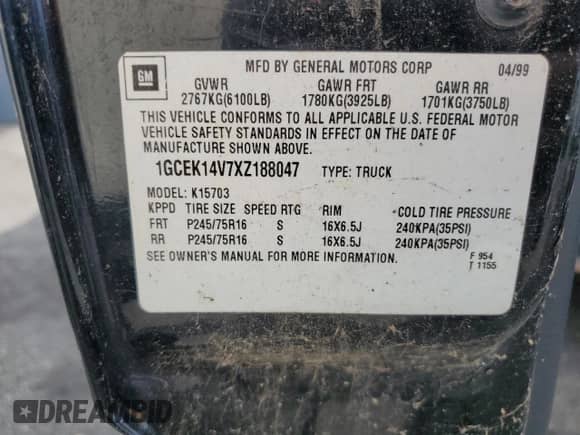 GM
MFD BY GENERAL MOTORS CORP 04/99
GVWR GAWR FRT GAWR RR
2767KG(6100LB) 1780KG(3925LB) 1701KG(3750LB)
THIS VEHICLE CONFORMS TO ALL APPLICABLE U.S. FEDERAL MOTOR
VEHICLE SAFETY STANDARDS IN EFFECT ON THE DATE OF
MANUFACTURE SHOWN ABOVE.
1GCEK14V7XZ188047 TYPE: TRUCK
MODEL: K15703
KPPD TIRE SIZE SPEED RTG RIM COLD TIRE PRESSURE
FRT P245/75R16 S 16X6.5J 240KPA(35PSI)
RR P245/75R16 S 16X6.5J 240KPA(35PSI)
SEE OWNER'S MANUAL FOR MORE INFORMATION. F 954
T 1155
DREAMBID